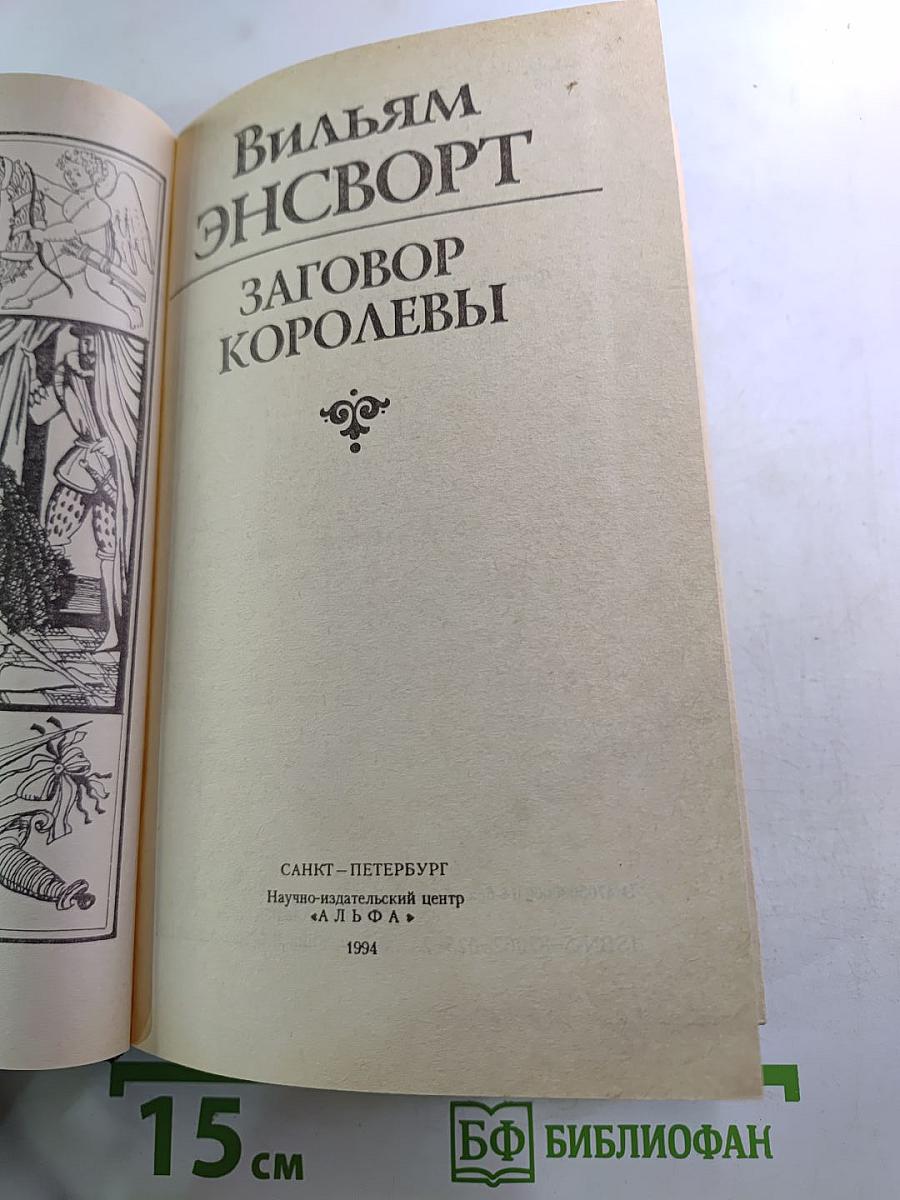 Вильям
ЭНСВОРТ
ЗАГОВОР
КОРОЛЕВЫ
САНКТ – ПЕТЕРБУРГ
Научно-издательский центр
«АЛЬФА»
1994
15 см
БФ БИБЛИОФАН